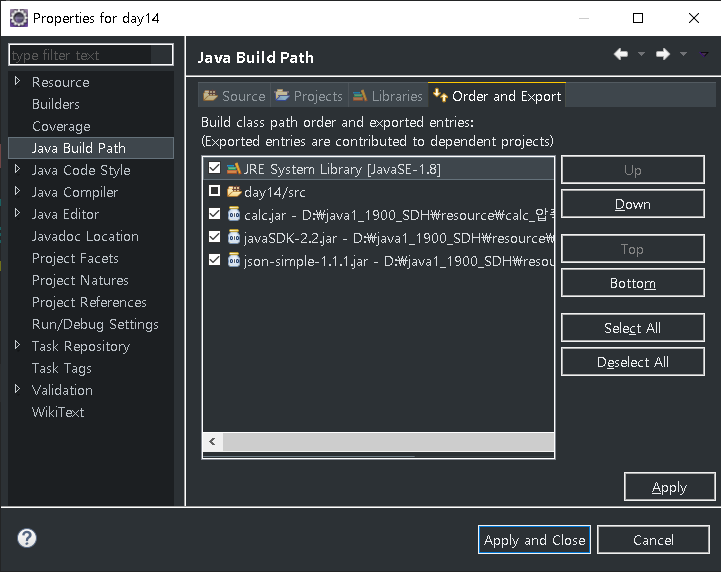 Properties for day14
type filter text
Resource
Builders
Coverage
Java Build Path
Java Code Style
Java Compiler
Java Editor
Javadoc Location
Project Facets
Project Natures
Project References
Run/Debug Settings
Task Repository
Task Tags
Validation
WikiText
Java Build Path
Source
Projects
Libraries
Order and Export
Build class path order and exported entries:
(Exported entries are contributed to dependent projects)
JRE System Library [JavaSE-1.8]
day14/src
calc.jar - D:₩java1_1900_SDH₩resource₩calc_압축
javaSDK-2.2.jar - D:₩java1_1900_SDH₩resource₩
json-simple-1.1.1.jar - D:₩java1_1900_SDH₩resou
Up
Down
Top
Bottom
Select All
Deselect All
Apply
Apply and Close
Cancel